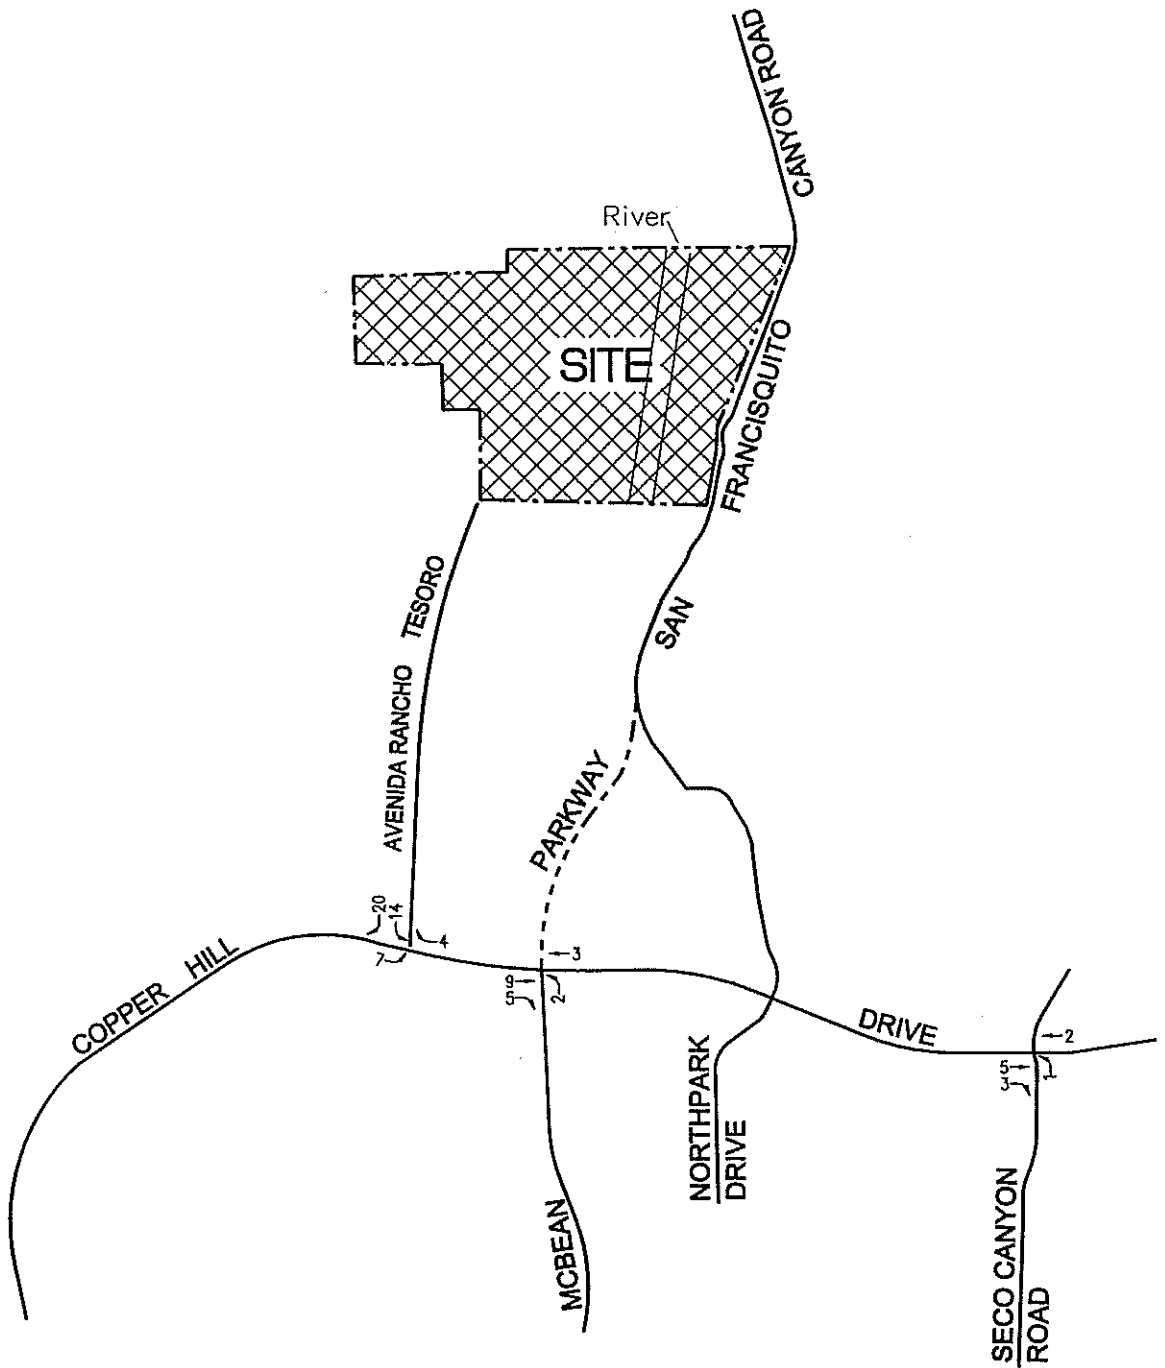 CANYON ROAD
River
SITE
FRANCISQUITO
SAN
AVENIDA RANCHO TESORO
PARKWAY
20
14
4
7
3
9
5
2
COPPER HILL
DRIVE
2
5
3
1
NORTHPARK
DRIVE
MCBEAN
SECO CANYON
ROAD